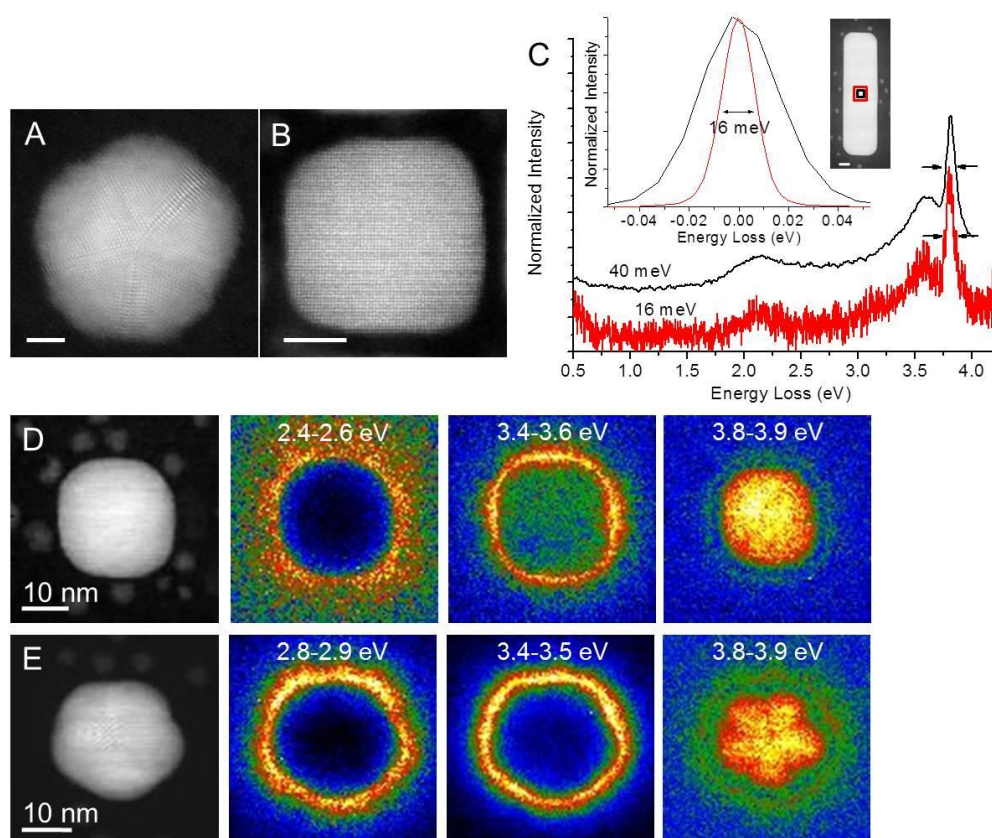 A
B
C
Normalized Intensity
Normalized Intensity
16 meV
-0.04 -0.02 0.00 0.02 0.04
Energy Loss (eV)
40 meV
16 meV
0.5 1.0 1.5 2.0 2.5 3.0 3.5 4.0
Energy Loss (eV)
D
10 nm
2.4-2.6 eV
3.4-3.6 eV
3.8-3.9 eV
E
10 nm
2.8-2.9 eV
3.4-3.5 eV
3.8-3.9 eV